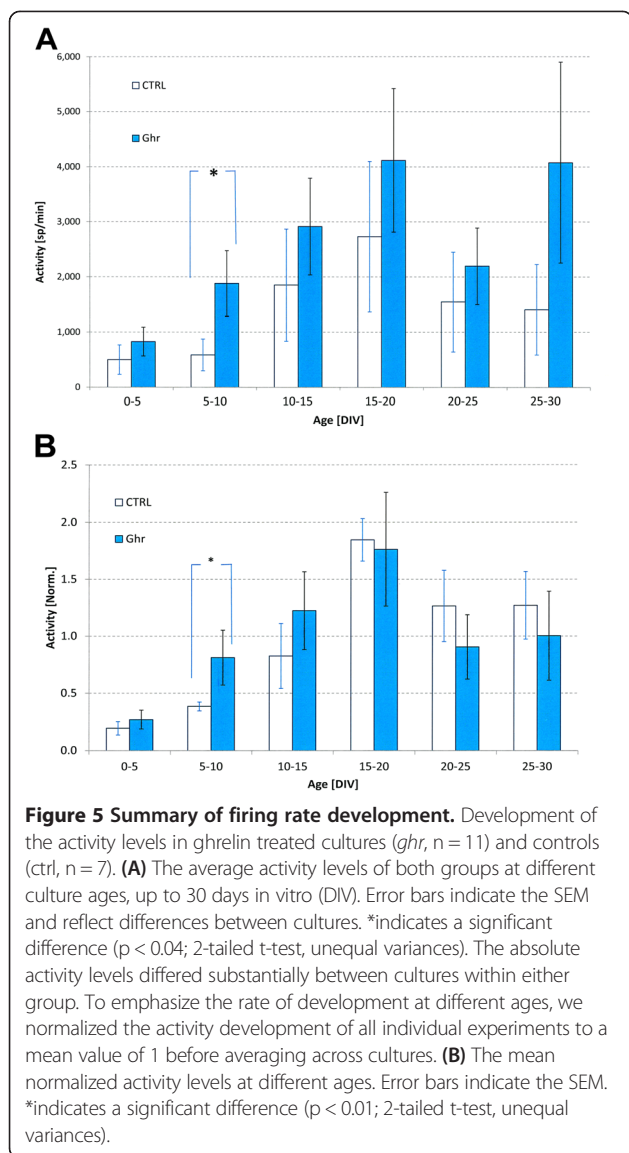 A
6,000
5,000
4,000
3,000
2,000
1,000
0
Activity [sp/min]
CTRL
Ghr
*
0-5 5-10 10-15 15-20 20-25 25-30
Age [DIV]
B
2.5
2.0
1.5
1.0
0.5
0.0
Activity [Norm.]
CTRL
Ghr
*
0-5 5-10 10-15 15-20 20-25 25-30
Age [DIV]
Figure 5 Summary of firing rate development. Development of
the activity levels in ghrelin treated cultures (ghr, n = 11) and controls
(ctrl, n = 7). (A) The average activity levels of both groups at different
culture ages, up to 30 days in vitro (DIV). Error bars indicate the SEM
and reflect differences between cultures. *indicates a significant
difference (p < 0.04; 2-tailed t-test, unequal variances). The absolute
activity levels differed substantially between cultures within either
group. To emphasize the rate of development at different ages, we
normalized the activity development of all individual experiments to a
mean value of 1 before averaging across cultures. (B) The mean
normalized activity levels at different ages. Error bars indicate the SEM.
*indicates a significant difference (p < 0.01; 2-tailed t-test, unequal
variances).